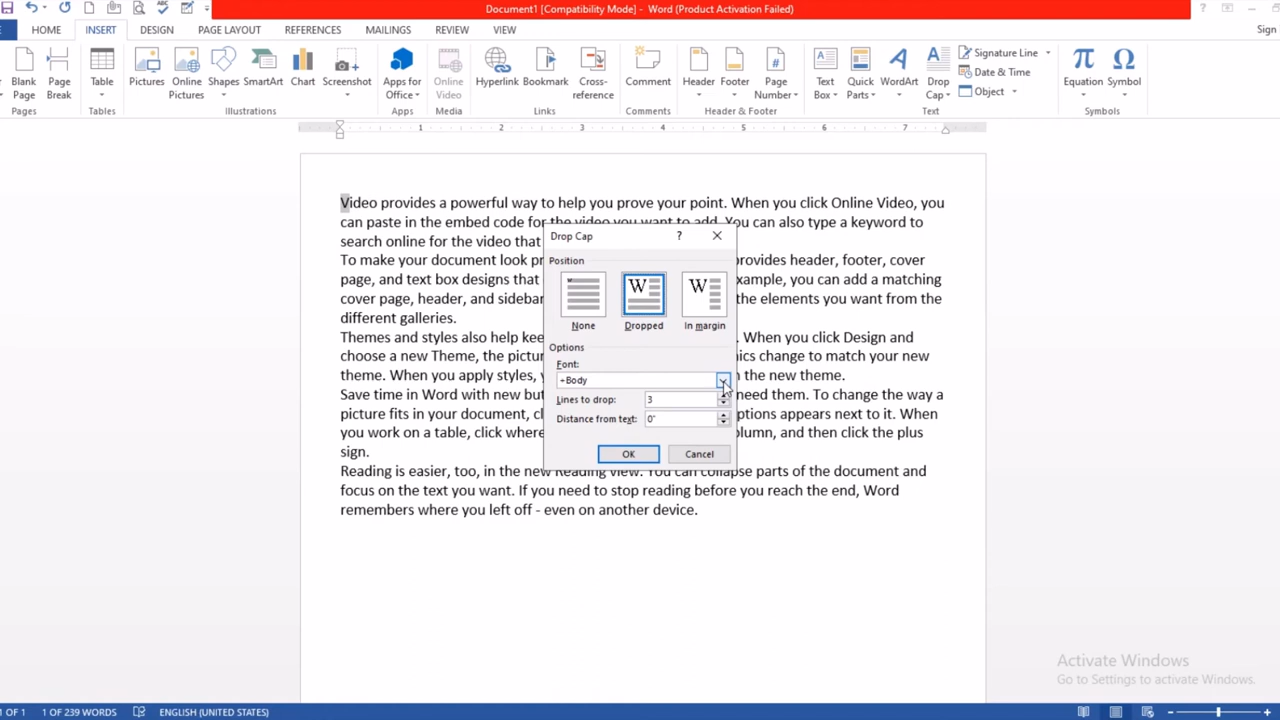 Document1 [Compatibility Mode] - Word (Product Activation Failed)
HOME INSERT DESIGN PAGE LAYOUT REFERENCES MAILINGS REVIEW VIEW Sign
Blank Page
Page Break
Table
Pictures
Online Pictures
Shapes
SmartArt
Chart
Screenshot
Apps for Office
Online Video
Hyperlink
Bookmark
Cross-reference
Comment
Header
Footer
Page Number
Text Box
Quick Parts
WordArt
Drop Cap
Signature Line
Date & Time
Object
Equation
Symbol
Pages Tables Illustrations Apps Media Links Comments Header & Footer Text Symbols
1 2 3 4 5 6 7
Video provides a powerful way to help you prove your point. When you click Online Video, you
can paste in the embed code for the video you want to add. You can also type a keyword to
search online for the video that
To make your document look pr provides header, footer, cover
page, and text box designs that example, you can add a matching
cover page, header, and sideba the elements you want from the
different galleries.
Themes and styles also help kee When you click Design and
choose a new Theme, the pictur ics change to match your new
theme. When you apply styles, the new theme.
Save time in Word with new but need them. To change the way a
picture fits in your document, cl ptions appears next to it. When
you work on a table, click where olumn, and then click the plus
sign.
Reading is easier, too, in the new Reading view. You can collapse parts of the document and
focus on the text you want. If you need to stop reading before you reach the end, Word
remembers where you left off - even on another device.
Drop Cap ?
Position
None Dropped In margin
Options
Font:
+Body
Lines to drop: 3
Distance from text: 0"
OK Cancel
Activate Windows
Go to Settings to activate Windows.
1 OF 1 1 OF 239 WORDS ENGLISH (UNITED STATES)